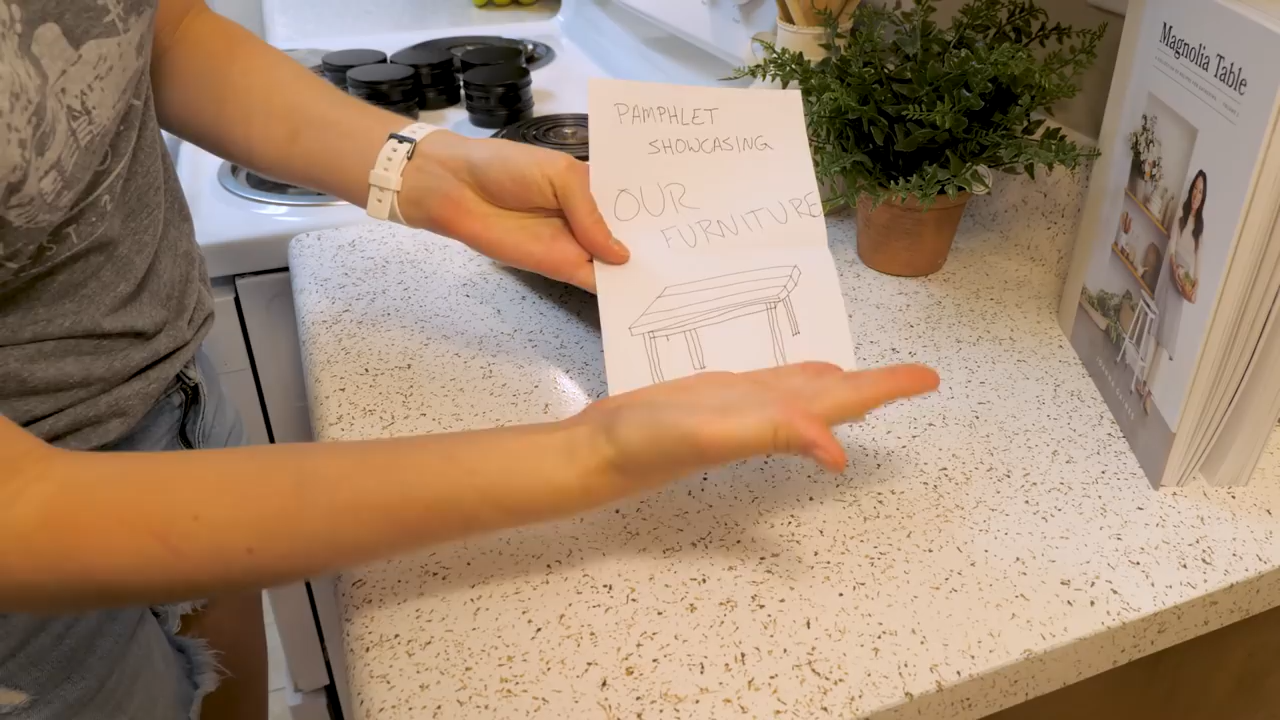 PAMPHLET
SHOWCASING
OUR
FURNITURE
Magnolia Table